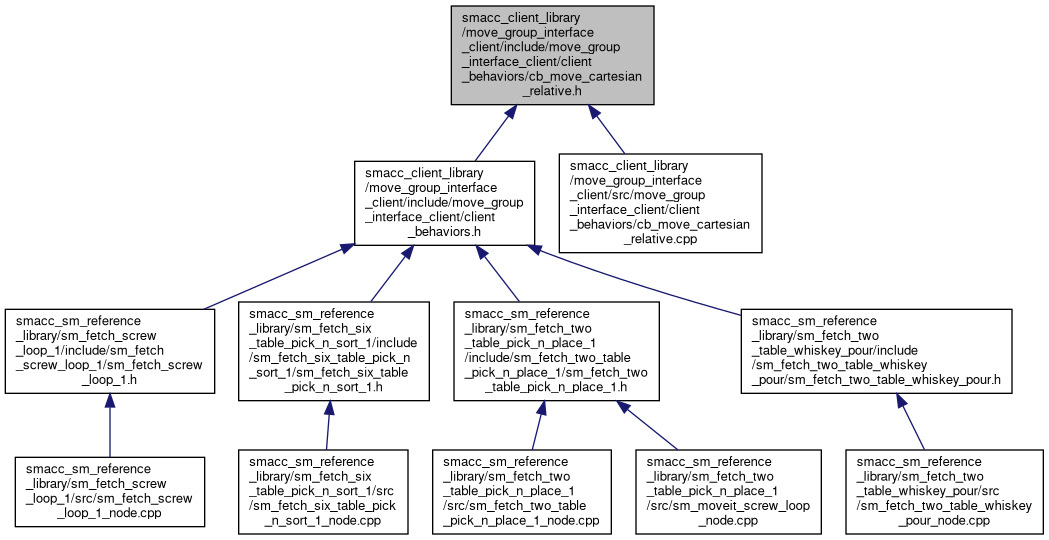 smacc_client_library
/move_group_interface
_client/include/move_group
_interface_client/client
_behaviors/cb_move_cartesian
_relative.h
smacc_client_library
/move_group_interface
_client/include/move_group
_interface_client/client
_behaviors.h
smacc_client_library
/move_group_interface
_client/src/move_group
_interface_client/client
_behaviors/cb_move_cartesian
_relative.cpp
smacc_sm_reference
_library/sm_fetch_screw
_loop_1/include/sm_fetch
_screw_loop_1/sm_fetch_screw
_loop_1.h
smacc_sm_reference
_library/sm_fetch_six
_table_pick_n_sort_1/include
/sm_fetch_six_table_pick_n
_sort_1/sm_fetch_six_table
_pick_n_sort_1.h
smacc_sm_reference
_library/sm_fetch_two
_table_pick_n_place_1
/include/sm_fetch_two_table
_pick_n_place_1/sm_fetch_two
_table_pick_n_place_1.h
smacc_sm_reference
_library/sm_fetch_two
_table_whiskey_pour/include
/sm_fetch_two_table_whiskey
_pour/sm_fetch_two_table_whiskey_pour.h
smacc_sm_reference
_library/sm_fetch_screw
_loop_1/src/sm_fetch_screw
_loop_1_node.cpp
smacc_sm_reference
_library/sm_fetch_six
_table_pick_n_sort_1/src
/sm_fetch_six_table_pick
_n_sort_1_node.cpp
smacc_sm_reference
_library/sm_fetch_two
_table_pick_n_place_1
/src/sm_fetch_two_table
_pick_n_place_1_node.cpp
smacc_sm_reference
_library/sm_fetch_two
_table_pick_n_place_1
/src/sm_moveit_screw_loop
_node.cpp
smacc_sm_reference
_library/sm_fetch_two
_table_whiskey_pour/src
/sm_fetch_two_table_whiskey
_pour_node.cpp